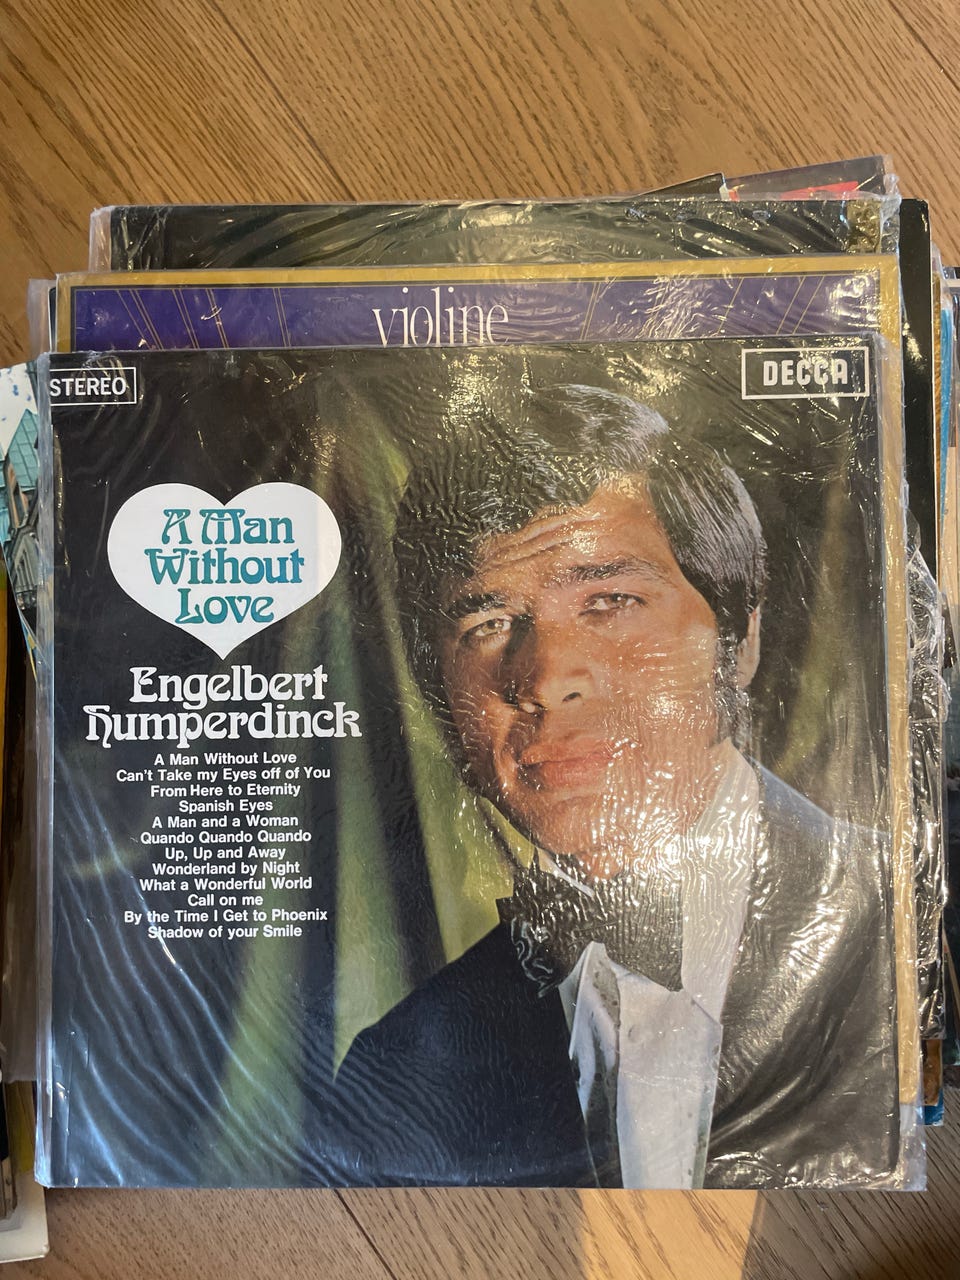 violine
STEREO
DECCA
A Man
Without
Love
Engelbert
Humperdinck
A Man Without Love
Can't Take my Eyes off of You
From Here to Eternity
Spanish Eyes
A Man and a Woman
Quando Quando Quando
Up, Up and Away
Wonderland by Night
What a Wonderful World
Call on me
By the Time I Get to Phoenix
Shadow of your Smile